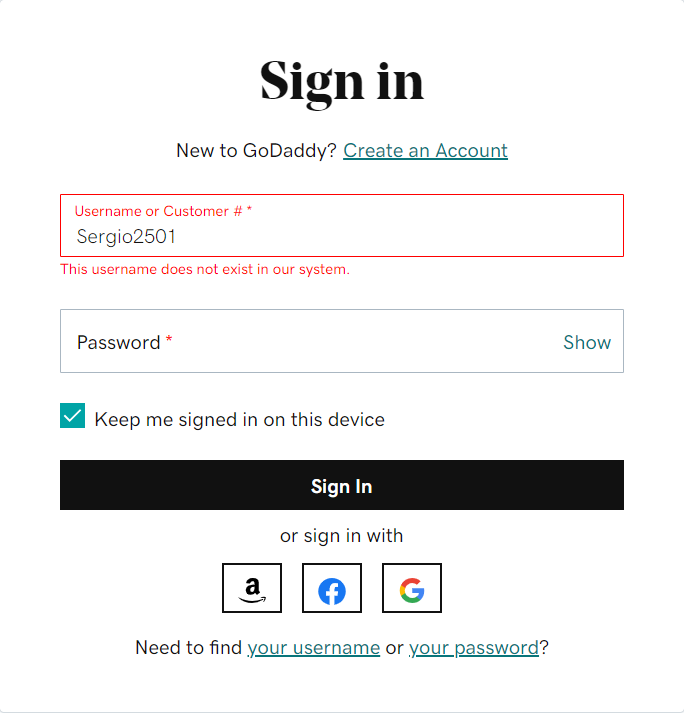 Sign in
New to GoDaddy? Create an Account
Username or Customer # *
Sergio2501
This username does not exist in our system.
Password *
Show
Keep me signed in on this device
Sign In
or sign in with
a
G
Need to find your username or your password?